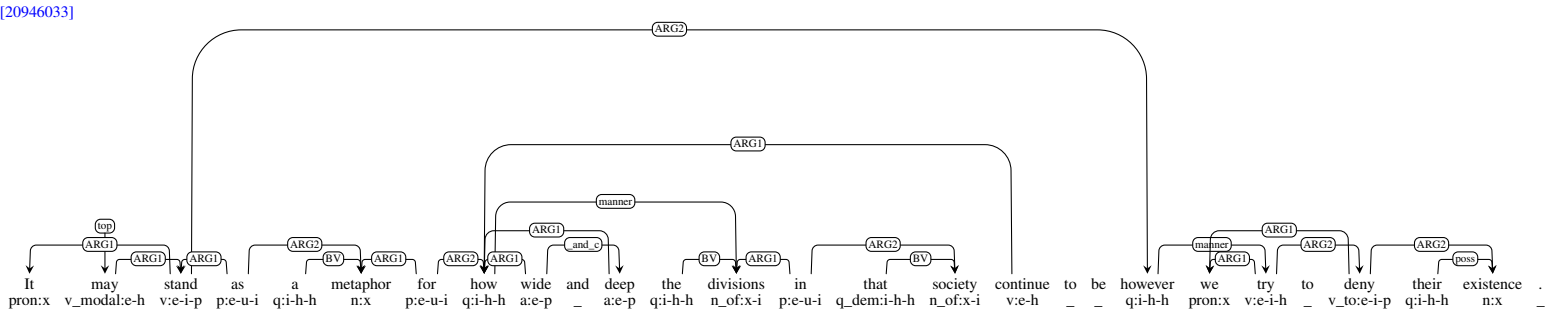 [20946033]
ARG2
ARG1
manner
top
ARG1 _and_c
ARG1 ARG2 manner ARG2 ARG1
ARG1 ARG1 BV ARG1 ARG2 ARG1 BV ARG1 BV ARG1 ARG2 ARG2 poss
It may stand as a metaphor for how wide and deep the divisions in that society continue to be however we try to deny their existence .
pron:x v_modal:e-h v:e-i-p p:e-u-i q:i-h-h n:x p:e-u-i q:i-h-h a:e-p _ a:e-p q:i-h-h n_of:x-i p:e-u-i q_dem:i-h-h n_of:x-i v:e-h _ _ q:i-h-h pron:x v:e-i-h _ v_to:e-i-p q:i-h-h n:x _